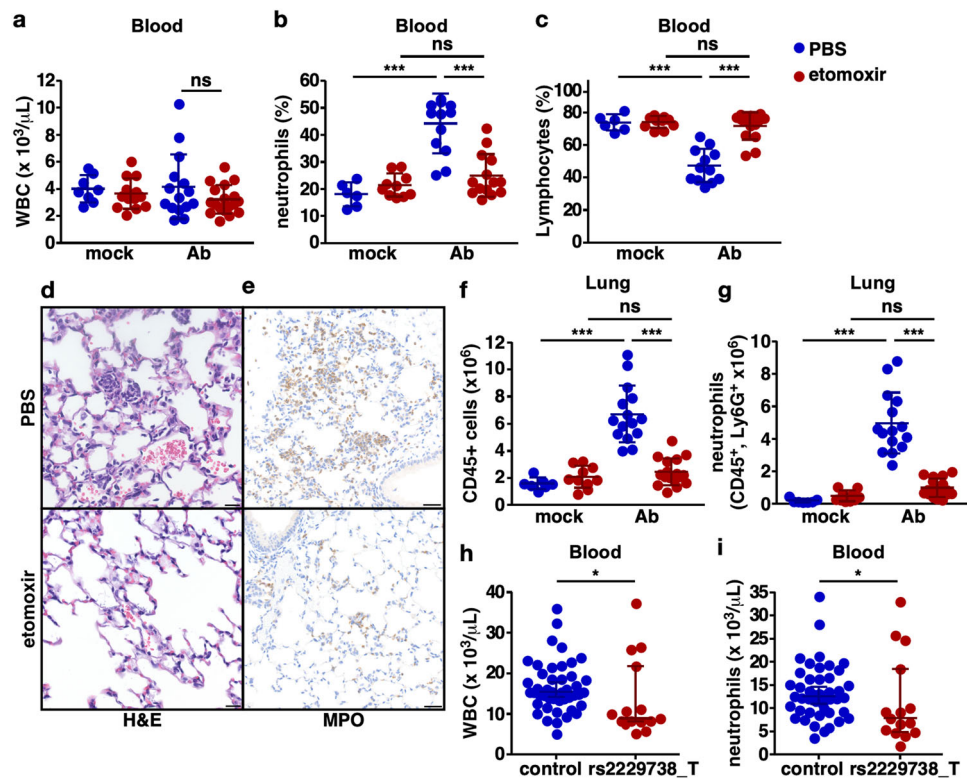 a
Blood
WBC (x 10³/µL)
12
10
8
6
4
2
0
ns
mock
Ab
b
Blood
ns
***
***
neutrophils (%)
60
50
40
30
20
10
0
mock
Ab
c
Blood
ns
***
***
Lymphocytes (%)
80
100
80
60
40
20
0
mock
Ab
PBS
etomoxir
d
e
PBS
etomoxir
H&E
MPO
f
Lung
ns
***
***
CD45+ cells (x10⁶)
12
10
8
6
4
2
0
mock
Ab
g
Lung
ns
***
***
neutrophils
(CD45⁺, Ly6G⁺ x10⁶)
10
8
6
4
2
0
mock
Ab
h
Blood
*
WBC (x 10³/µL)
40
30
20
10
0
control rs2229738_T
i
Blood
*
neutrophils (x 10³/µL)
35
30
25
20
15
10
5
0
control rs2229738_T